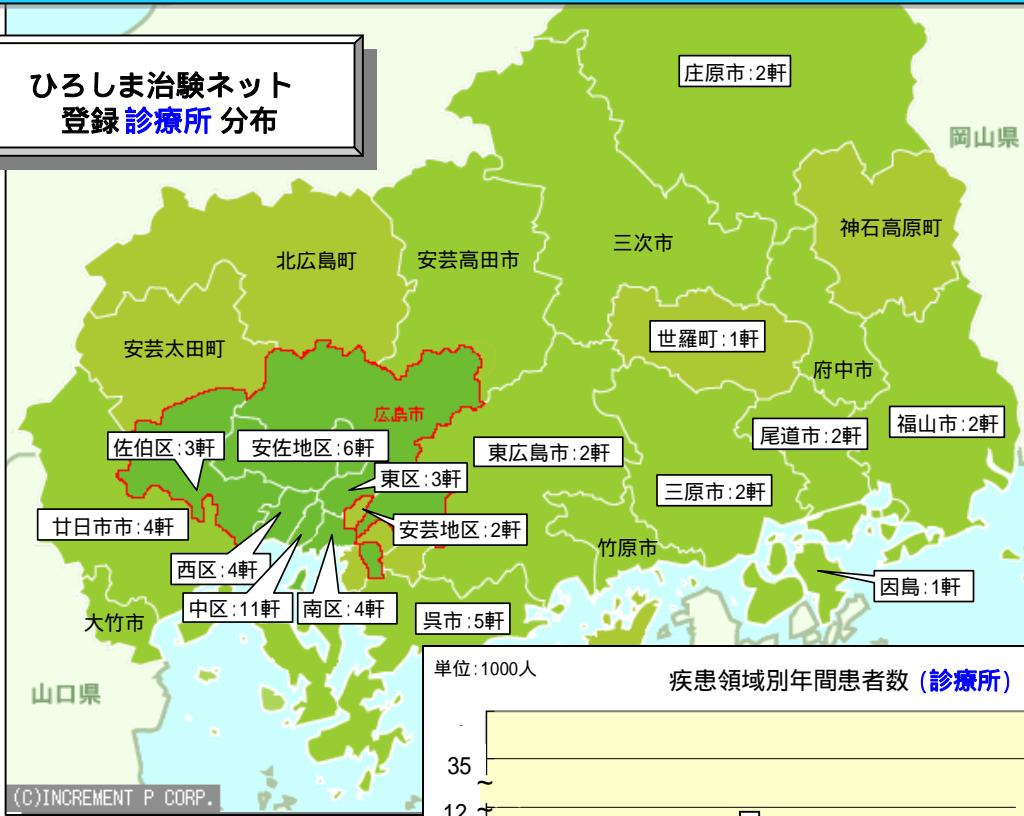 ひろしま治験ネット
登録診療所 分布
庄原市:2軒
岡山県
神石高原町
三次市
北広島町
安芸高田市
世羅町:1軒
安芸太田町
府中市
広島市
福山市:2軒
尾道市:2軒
佐伯区:3軒
安佐地区:6軒
東広島市:2軒
東区:3軒
三原市:2軒
廿日市市:4軒
安芸地区:2軒
竹原市
西区:4軒
因島:1軒
中区:11軒
南区:4軒
呉市:5軒
大竹市
山口県
単位:1000人
疾患領域別年間患者数 (診療所)
35
12
(C)INCREMENT P CORP.